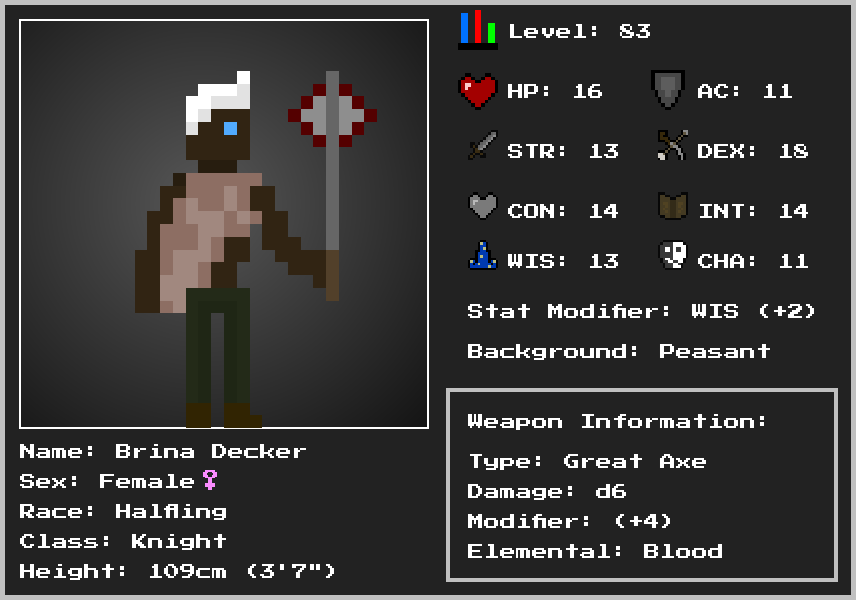 Level: 83
HP: 16
AC: 11
STR: 13
DEX: 18
CON: 14
INT: 14
WIS: 13
CHA: 11
Stat Modifier: WIS (+2)
Background: Peasant
Weapon Information:
Type: Great Axe
Damage: d6
Modifier: (+4)
Elemental: Blood
Name: Brina Decker
Sex: Female♀
Race: Halfling
Class: Knight
Height: 109cm (3'7")